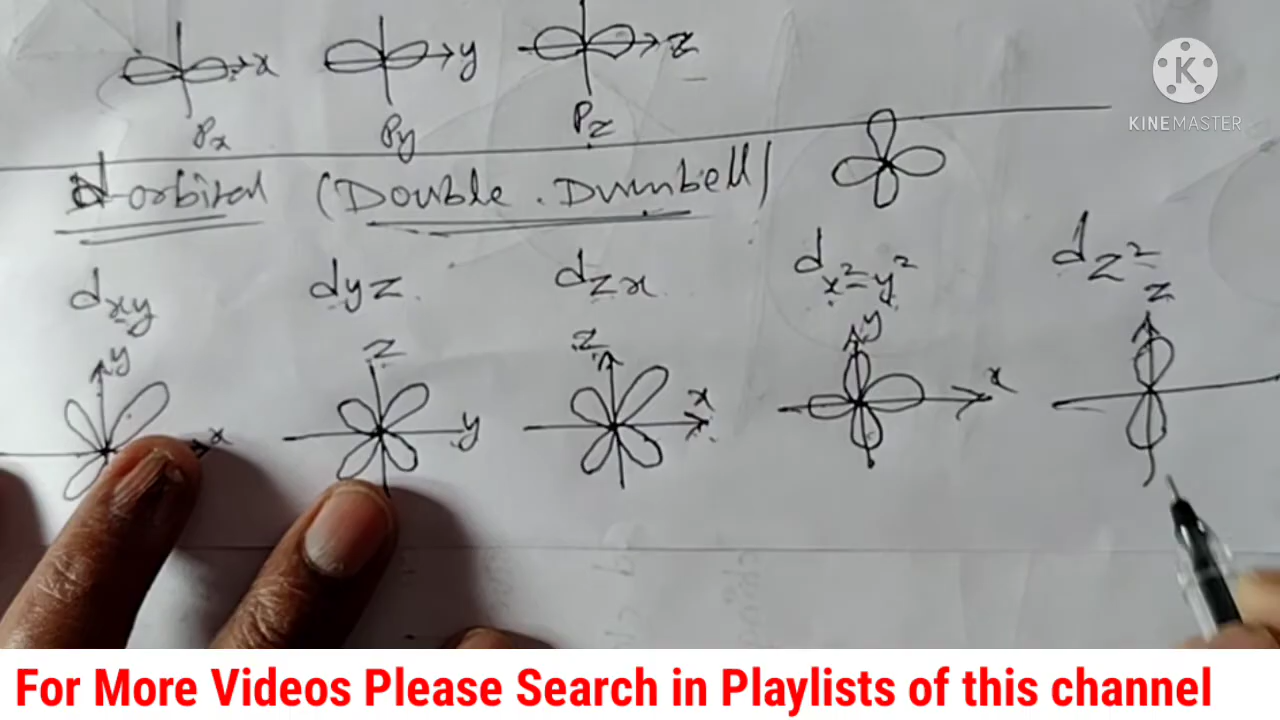 x y z
Px Py Pz
KINEMASTER
d orbital (Double . Dumbell)
dxy dyz dzx dx²-y² dz²
y z z y z
x y x x
For More Videos Please Search in Playlists of this channel